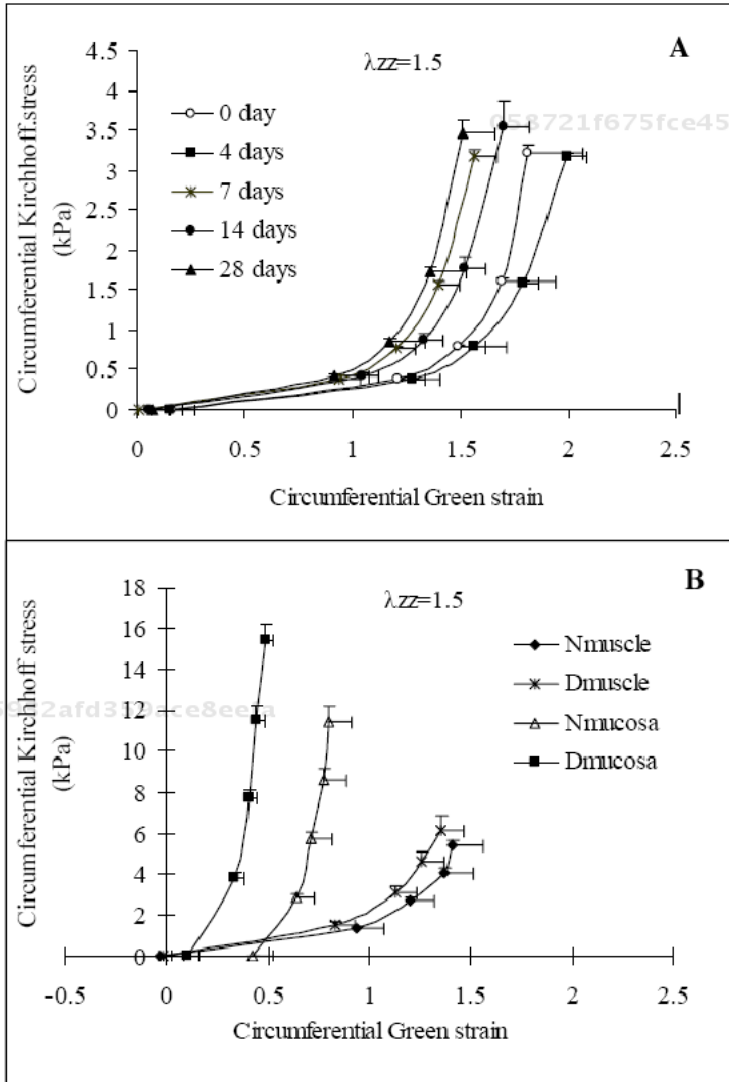 A
λzz=1.5
Circumferential Kirchhoff.stress
(kPa)
4.5
4
3.5
3
2.5
2
1.5
1
0.5
0
0 day
4 days
7 days
14 days
28 days
058721f675fce45
0
0.5
1
1.5
2
2.5
Circumferential Green strain
B
λzz=1.5
Circumferential Kirchhoff stress
(kPa)
18
16
14
12
10
8
6
4
2
0
Nmuscle
Dmuscle
Nmucosa
Dmucosa
-0.5
0
0.5
1
1.5
2
2.5
Circumferential Green strain